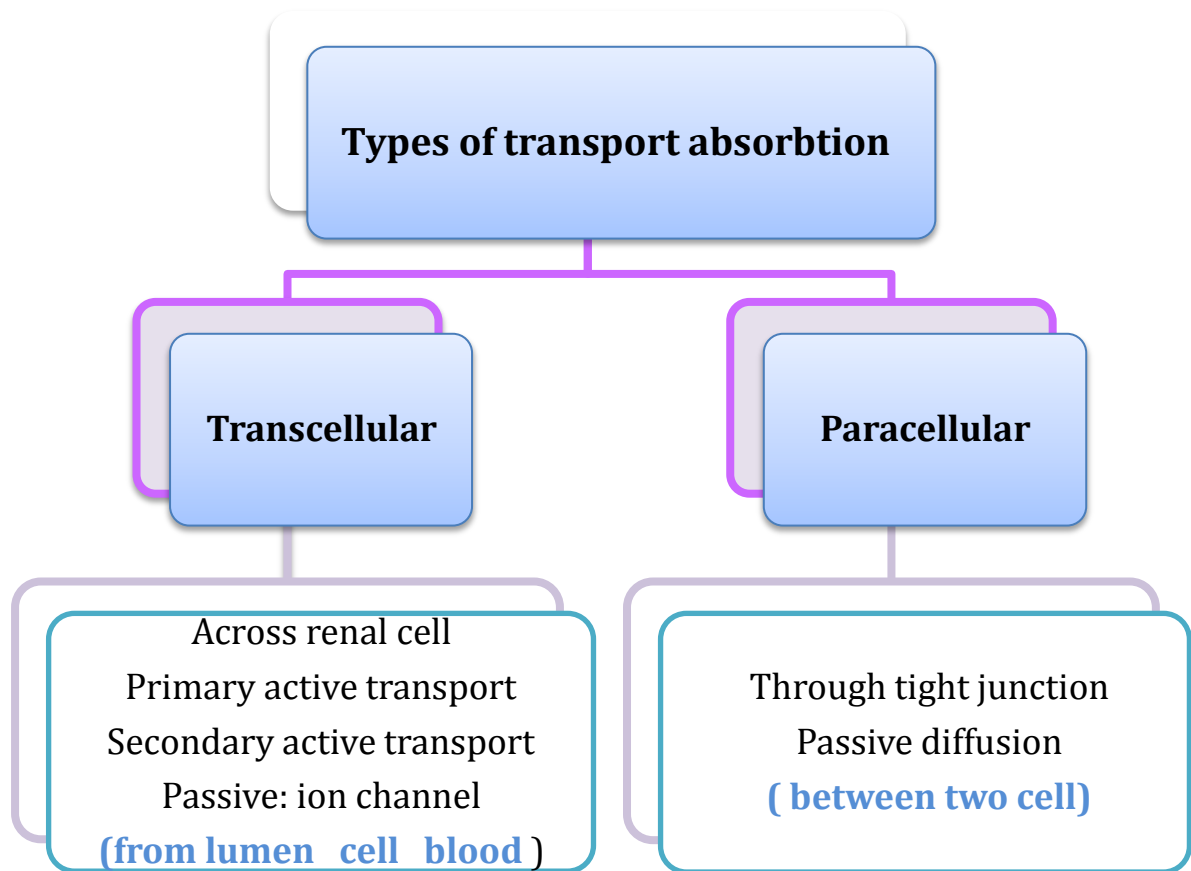 Types of transport absorbtion
Transcellular
Paracellular
Across renal cell
Primary active transport
Secondary active transport
Passive: ion channel
(from lumen   cell   blood )
Through tight junction
Passive diffusion
( between two cell)